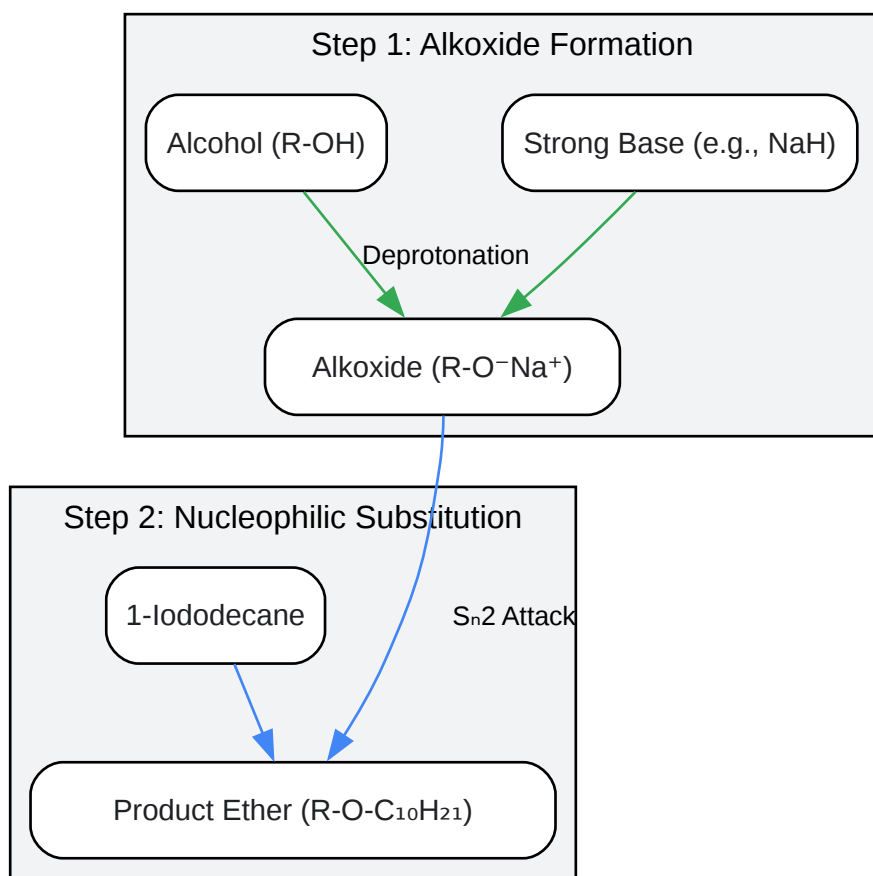 Step 1: Alkoxide Formation
Alcohol (R-OH)
Strong Base (e.g., NaH)
Deprotonation
Alkoxide (R-O⁻Na⁺)
Step 2: Nucleophilic Substitution
1-Iododecane
Sₙ2 Attack
Product Ether (R-O-C₁₀H₂₁)